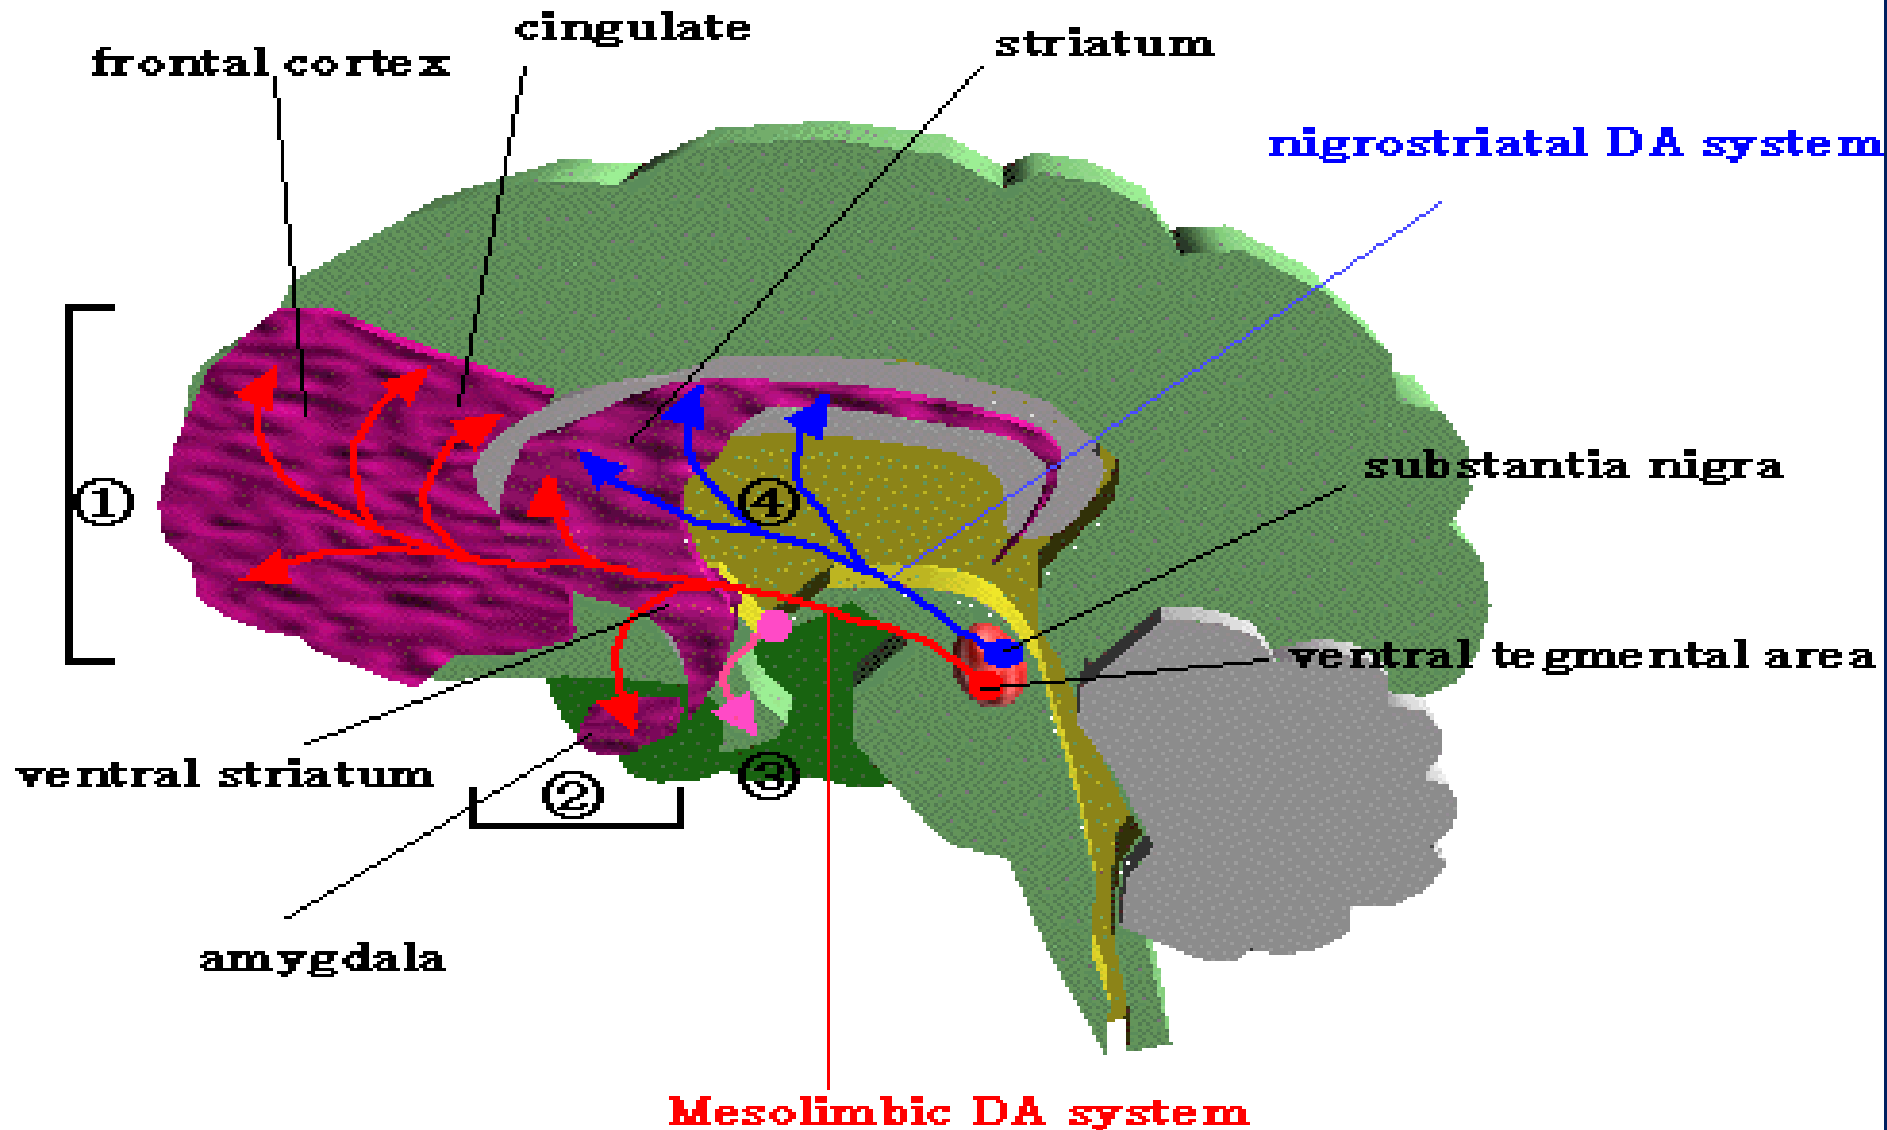 cingulate
frontal cortex
striatum
nigrostriatal DA system
substantia nigra
①
④
ventral tegmental area
ventral striatum
②
③
amygdala
Mesolimbic DA system